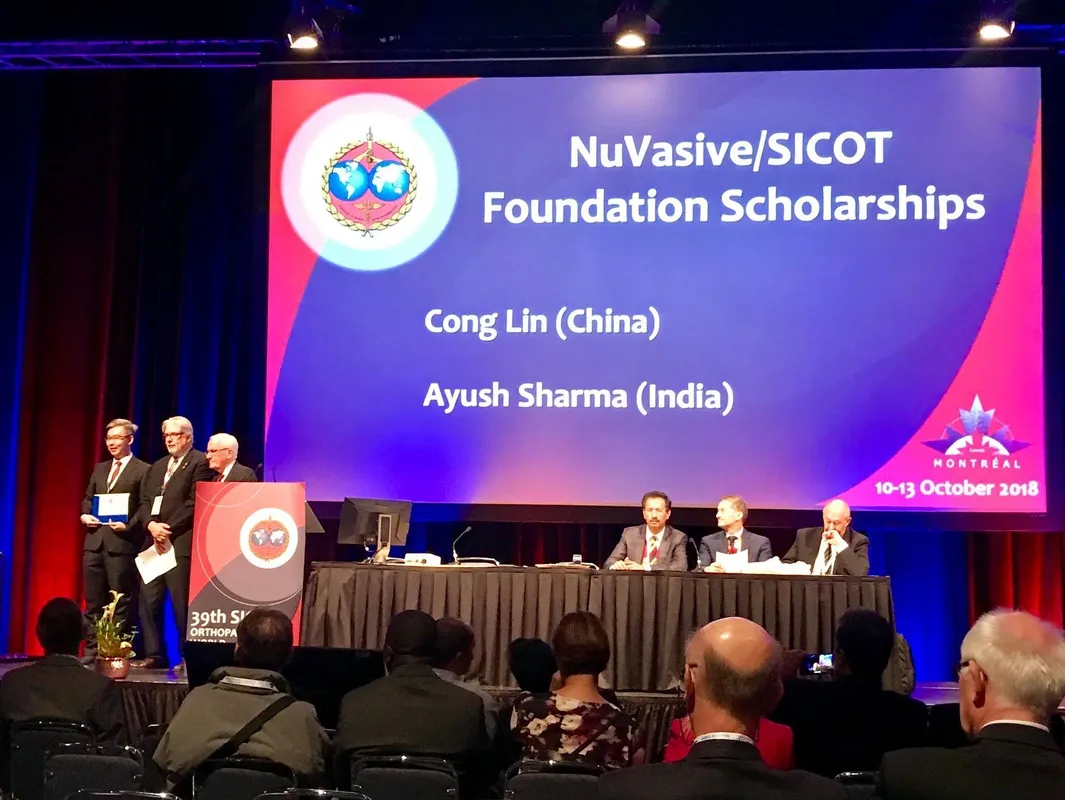 NuVasive/SICOT
Foundation Scholarships
Cong Lin (China)
Ayush Sharma (India)
MONTRÉAL
10-13 October 2018
39th SI
ORTHOPA